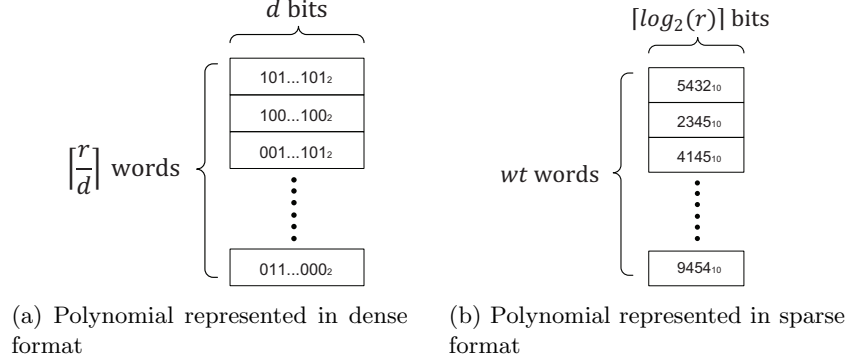 d bits
101...101₂
100...100₂
001...101₂
⌈r/d⌉ words
011...000₂
(a) Polynomial represented in dense
format
⌈log₂(r)⌉ bits
5432₁₀
2345₁₀
4145₁₀
wt words
9454₁₀
(b) Polynomial represented in sparse
format